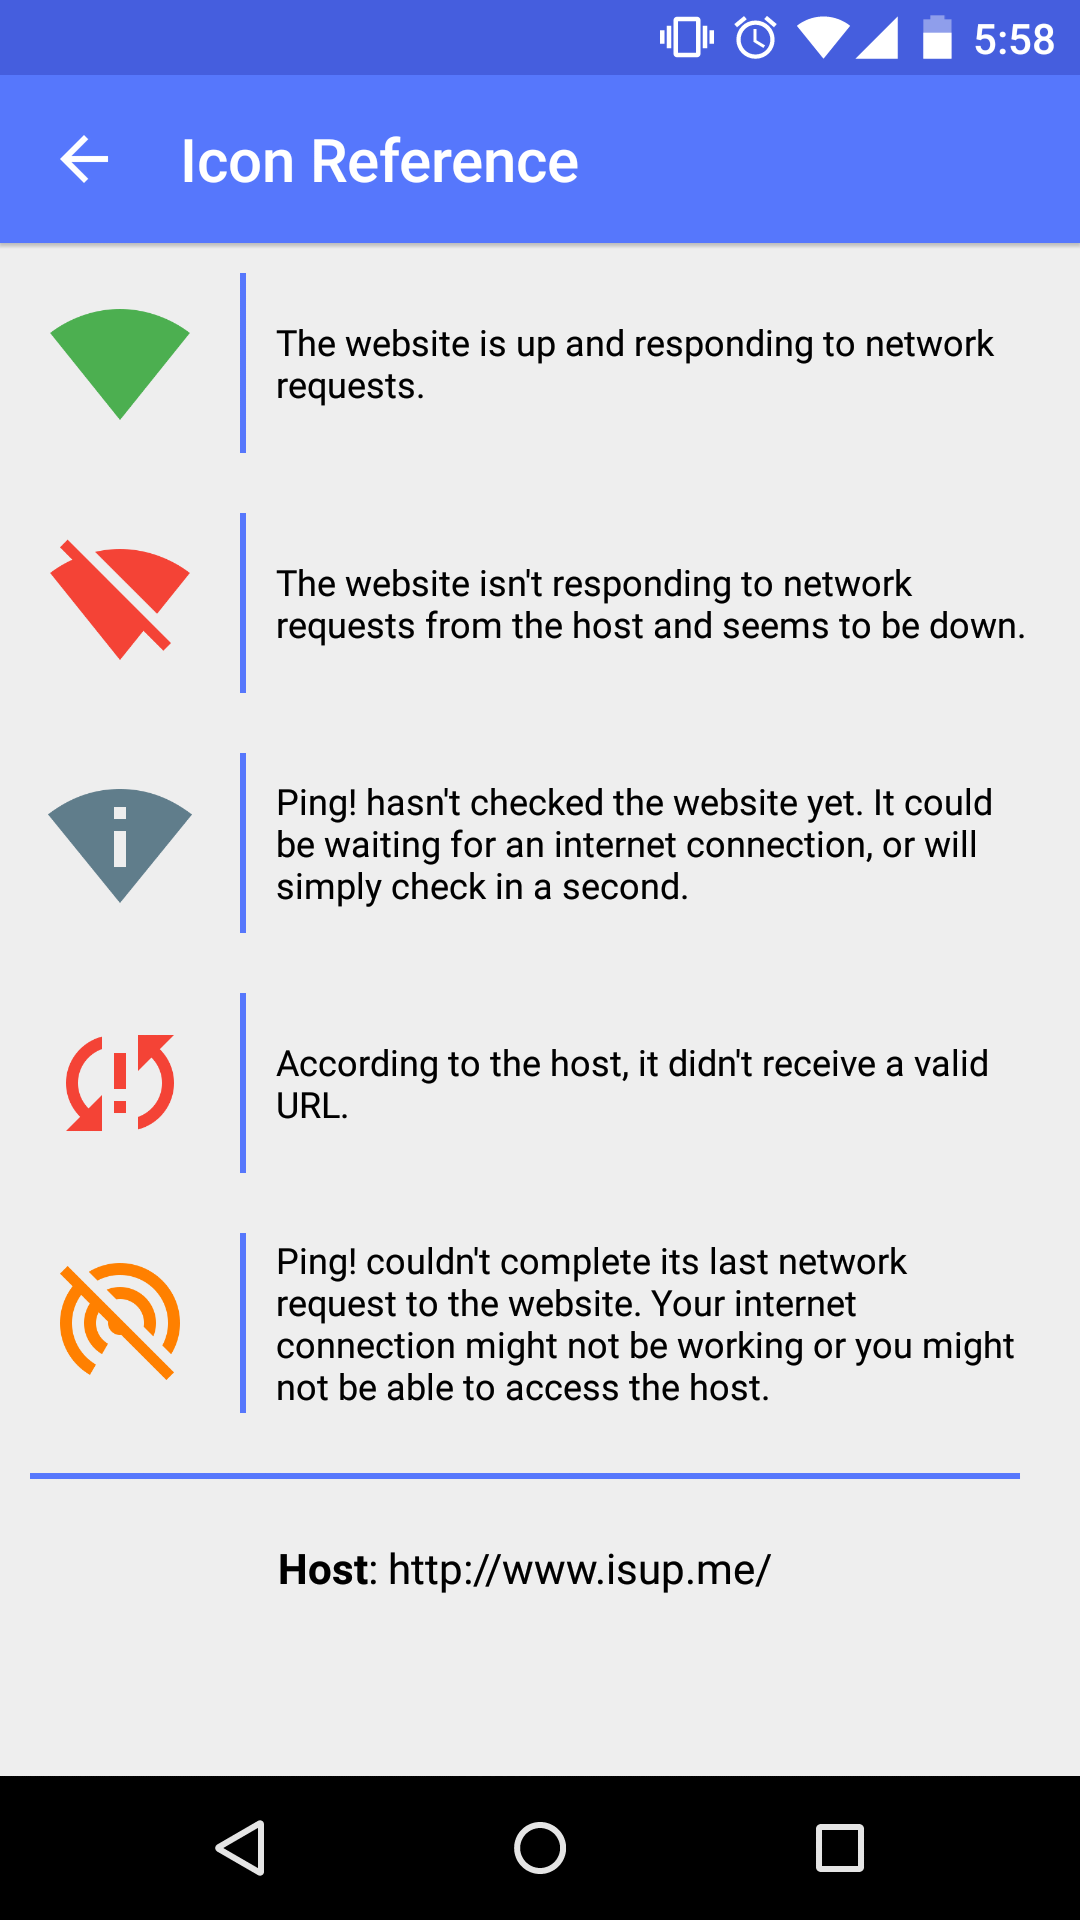 5:58
Icon Reference
The website is up and responding to network
requests.
The website isn't responding to network
requests from the host and seems to be down.
Ping! hasn't checked the website yet. It could
be waiting for an internet connection, or will
simply check in a second.
According to the host, it didn't receive a valid
URL.
Ping! couldn't complete its last network
request to the website. Your internet
connection might not be working or you might
not be able to access the host.
Host: http://www.isup.me/